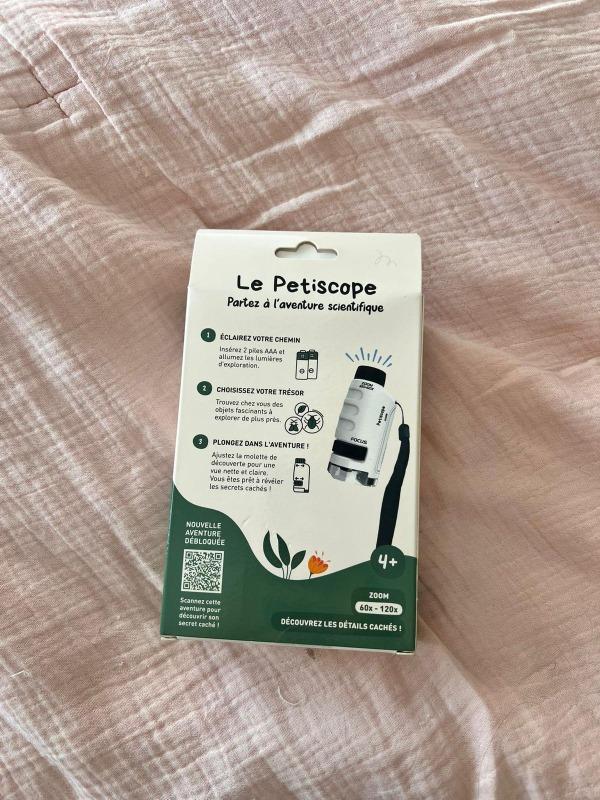 Le Petiscope
Partez à l'aventure scientifique
1 ÉCLAIREZ VOTRE CHEMIN
Insérez 2 piles AAA et
allumez les lumières
d'exploration.
2 CHOISISSEZ VOTRE TRÉSOR
Trouvez chez vous des
objets fascinants à
explorer de plus près.
3 PLONGEZ DANS L'AVENTURE !
Ajustez la molette de
découverte pour une
vue nette et claire.
Vous êtes prêt à révéler
les secrets cachés !
ZOOM
Petiscope
FOCUS
NOUVELLE
AVENTURE
DÉBLOQUÉE
Scannez cette
aventure pour
découvrir son
secret caché !
4+
ZOOM
60x - 120x
DÉCOUVREZ LES DÉTAILS CACHÉS !